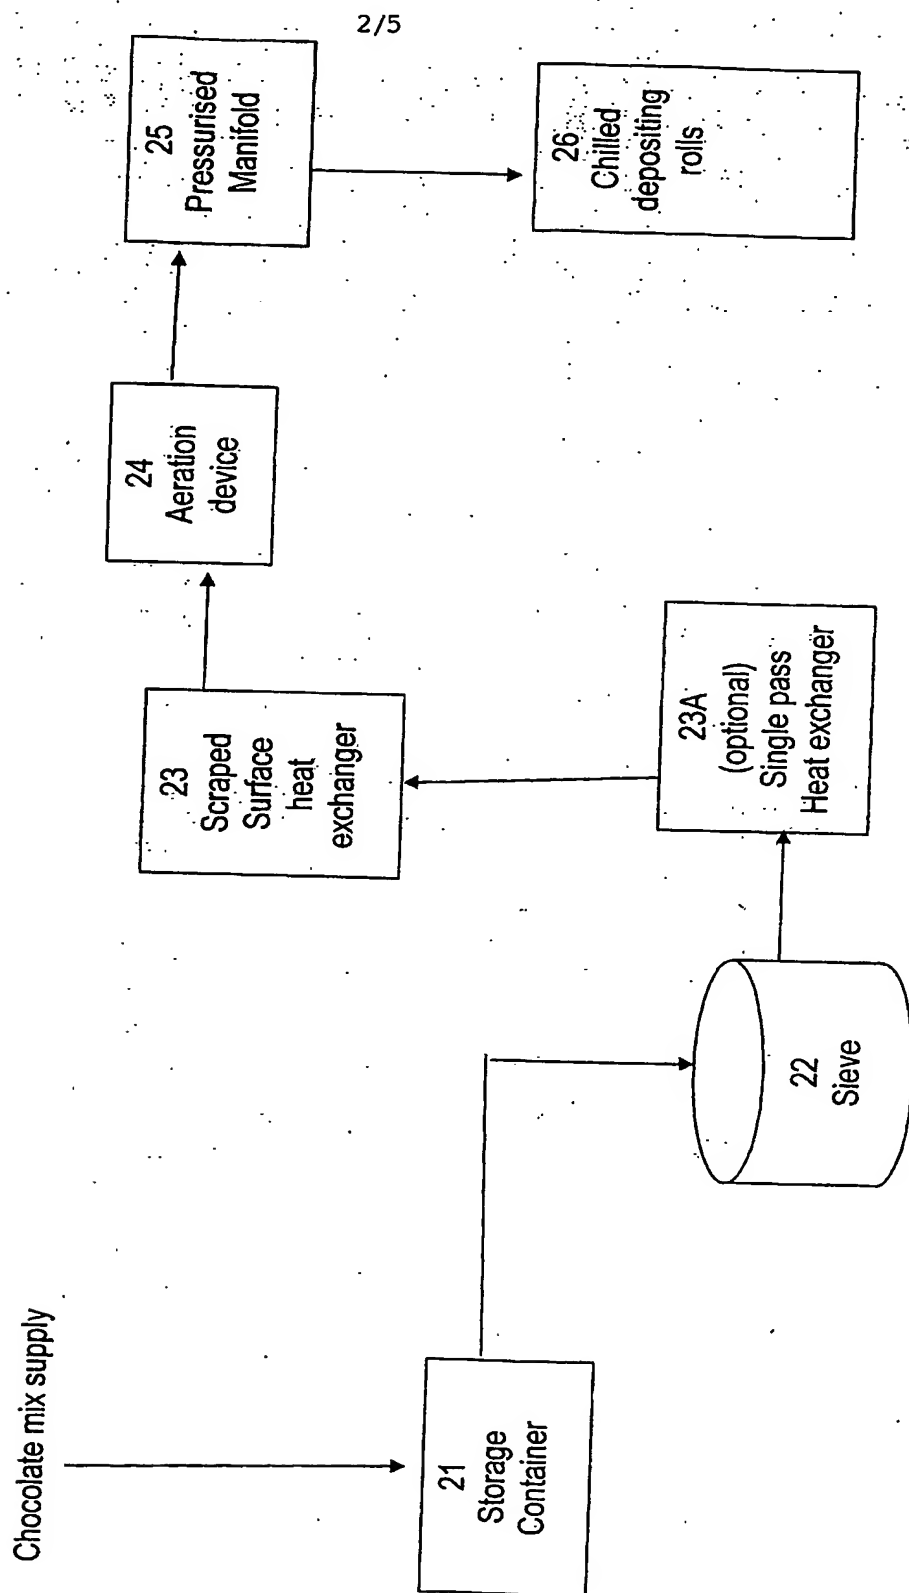 2/5
Chocolate mix supply
21
Storage
Container
22
Sieve
23A
(optional)
Single pass
Heat exchanger
23
Scraped
Surface
heat
exchanger
24
Aeration
device
25
Pressurised
Manifold
26
Chilled
depositing
rolls